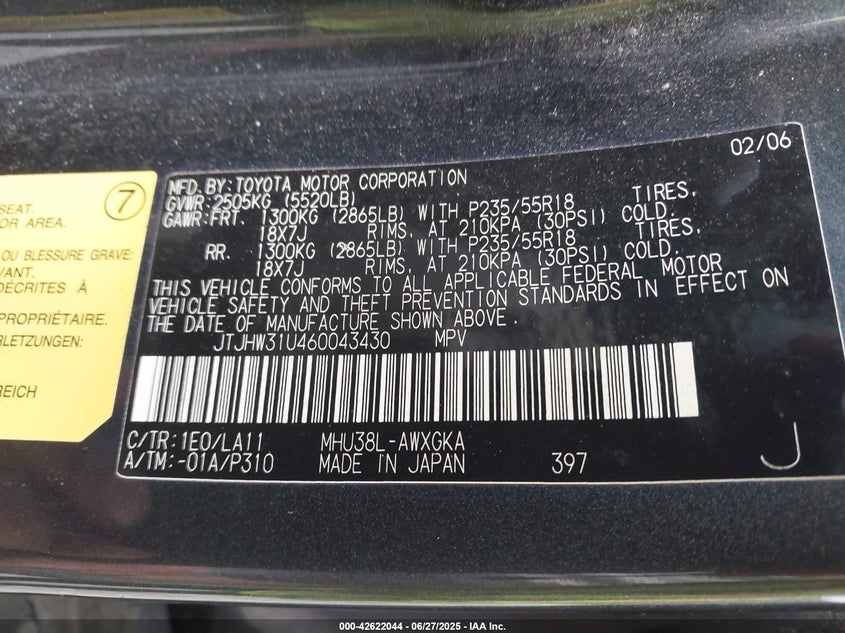 7
SEAT.
OR AREA.
OU BLESSURE GRAVE:
VANT.
DÉCRITES À
PROPRIÉTAIRE.
RLETZUNGEN:
REICH
02/06
MFD. BY: TOYOTA MOTOR CORPORATION
GVWR: 2505KG (5520LB)
GAWR: FRT. 1300KG (2865LB) WITH P235/55R18 TIRES,
18X7J RIMS, AT 210KPA (30PSI) COLD.
RR. 1300KG (2865LB) WITH P235/55R18 TIRES,
18X7J RIMS, AT 210KPA (30PSI) COLD.
THIS VEHICLE CONFORMS TO ALL APPLICABLE FEDERAL MOTOR
VEHICLE SAFETY AND THEFT PREVENTION STANDARDS IN EFFECT ON
THE DATE OF MANUFACTURE SHOWN ABOVE.
JTJHW31U460043430 MPV
C/TR: 1E0/LA11 MHU38L-AWXGKA
A/TM: -01A/P310 MADE IN JAPAN 397 J
000-42622044 / 06/27/2025 - IAA Inc.